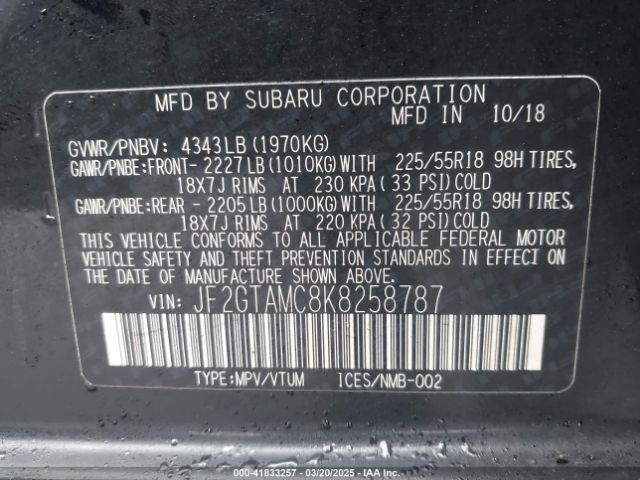 MFD BY SUBARU CORPORATION
MFD IN 10/18
GVWR/PNBV: 4343LB (1970KG)
GAWR/PNBE:FRONT- 2227LB (1010KG) WITH 225/55R18 98H TIRES,
18X7J RIMS AT 230 KPA (33 PSI) COLD
GAWR/PNBE:REAR - 2205LB (1000KG) WITH 225/55R18 98H TIRES,
18X7J RIMS AT 220 KPA (32 PSI) COLD
THIS VEHICLE CONFORMS TO ALL APPLICABLE FEDERAL MOTOR
VEHICLE SAFETY AND THEFT PREVENTION STANDARDS IN EFFECT ON
THE DATE OF MANUFACTURE SHOWN ABOVE.
VIN: JF2GTAMC8K8258787
TYPE:MPV/VTUM ICES/NMB-002
000-41833257 - 03/20/2025 - IAA, Inc.